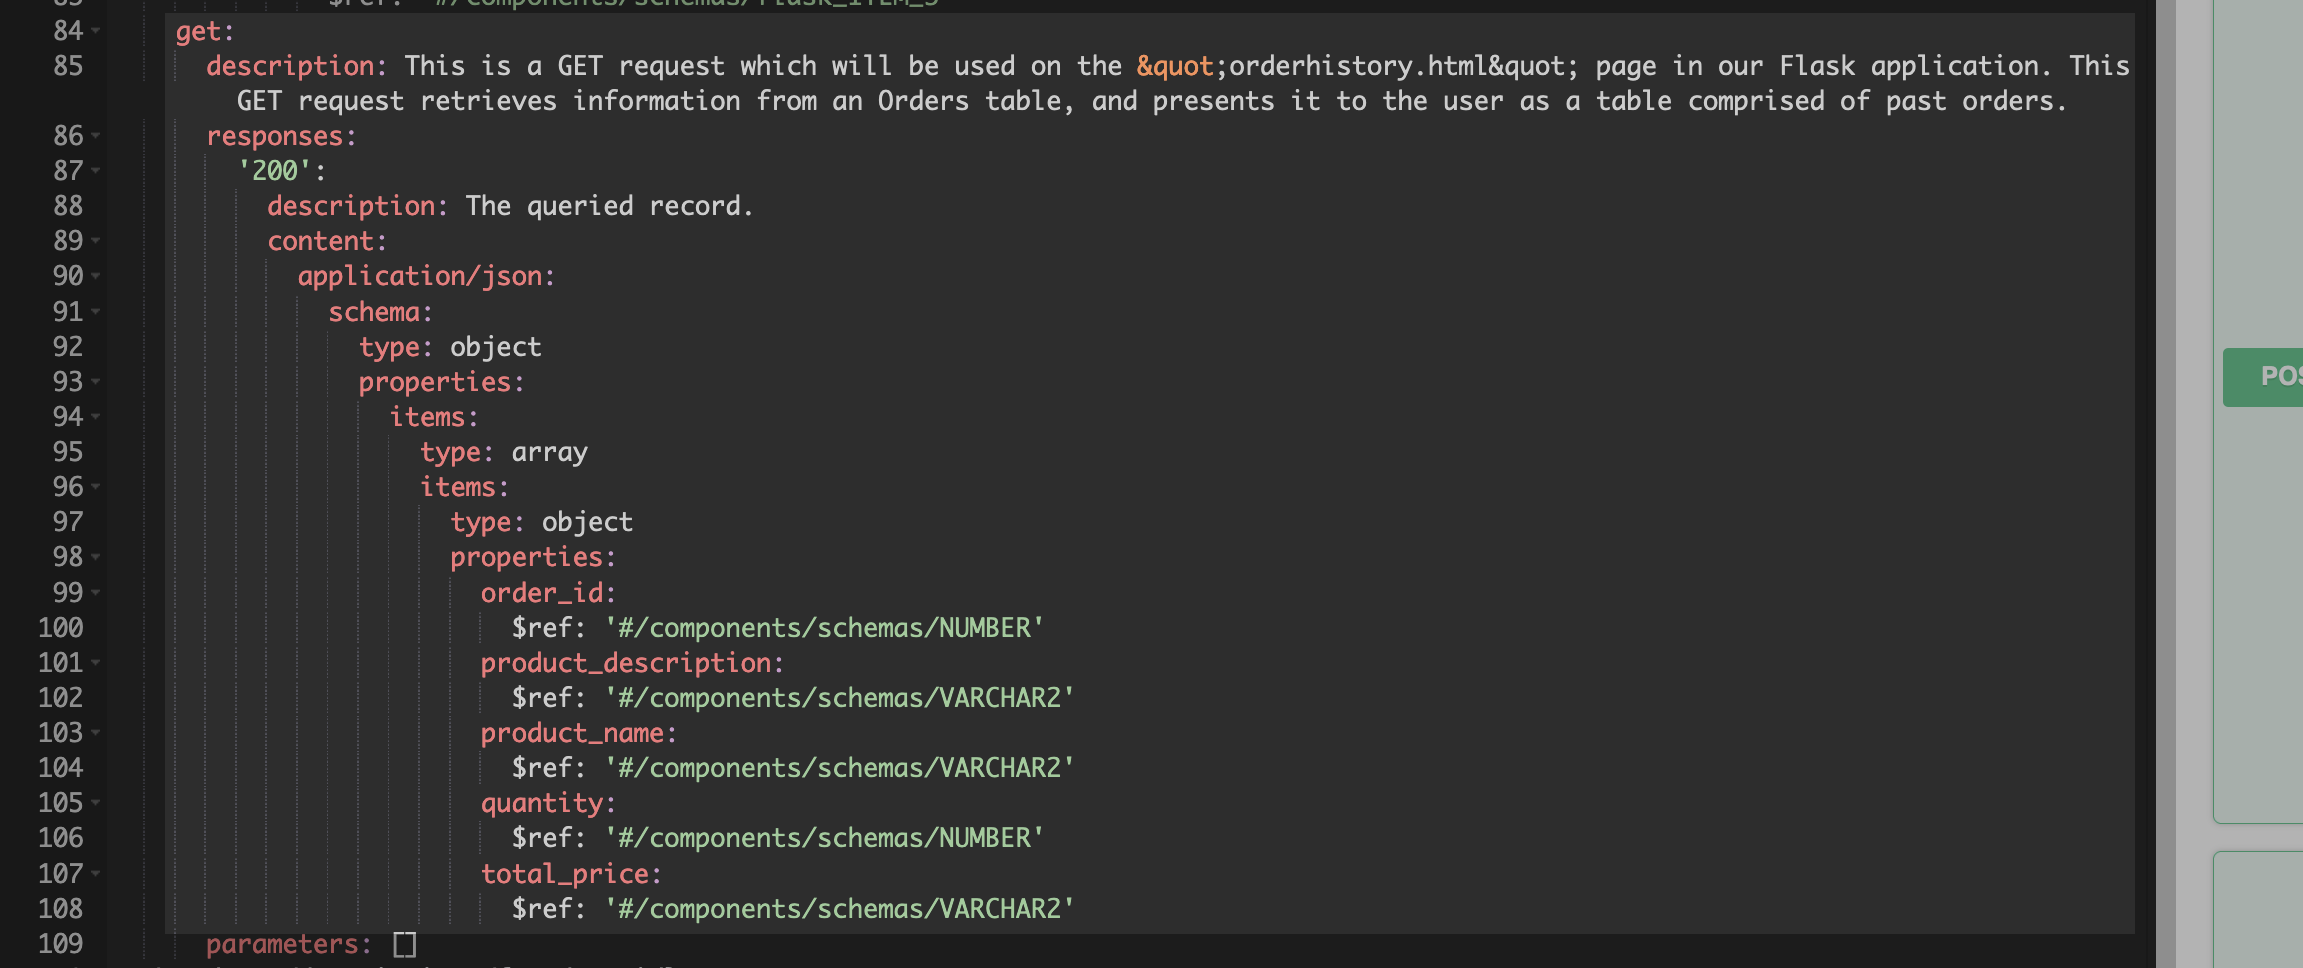 84 get:
85 description: This is a GET request which will be used on the &quot;orderhistory.html&quot; page in our Flask application. This
GET request retrieves information from an Orders table, and presents it to the user as a table comprised of past orders.
86 responses:
87 '200':
88 description: The queried record.
89 content:
90 application/json:
91 schema:
92 type: object
93 properties:
94 items:
95 type: array
96 items:
97 type: object
98 properties:
99 order_id:
100 $ref: '#/components/schemas/NUMBER'
101 product_description:
102 $ref: '#/components/schemas/VARCHAR2'
103 product_name:
104 $ref: '#/components/schemas/VARCHAR2'
105 quantity:
106 $ref: '#/components/schemas/NUMBER'
107 total_price:
108 $ref: '#/components/schemas/VARCHAR2'
109 parameters: []